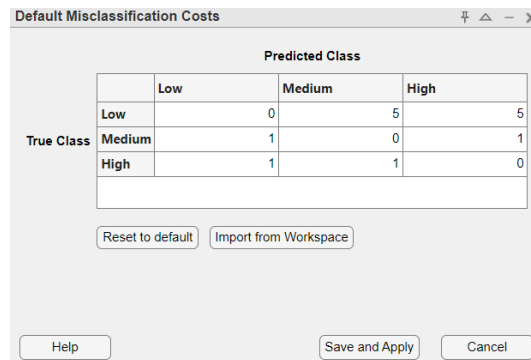 Default Misclassification Costs
Predicted Class
Low Medium High
Low 0 5 5
True Class Medium 1 0 1
High 1 1 0
Reset to default Import from Workspace
Help Save and Apply Cancel